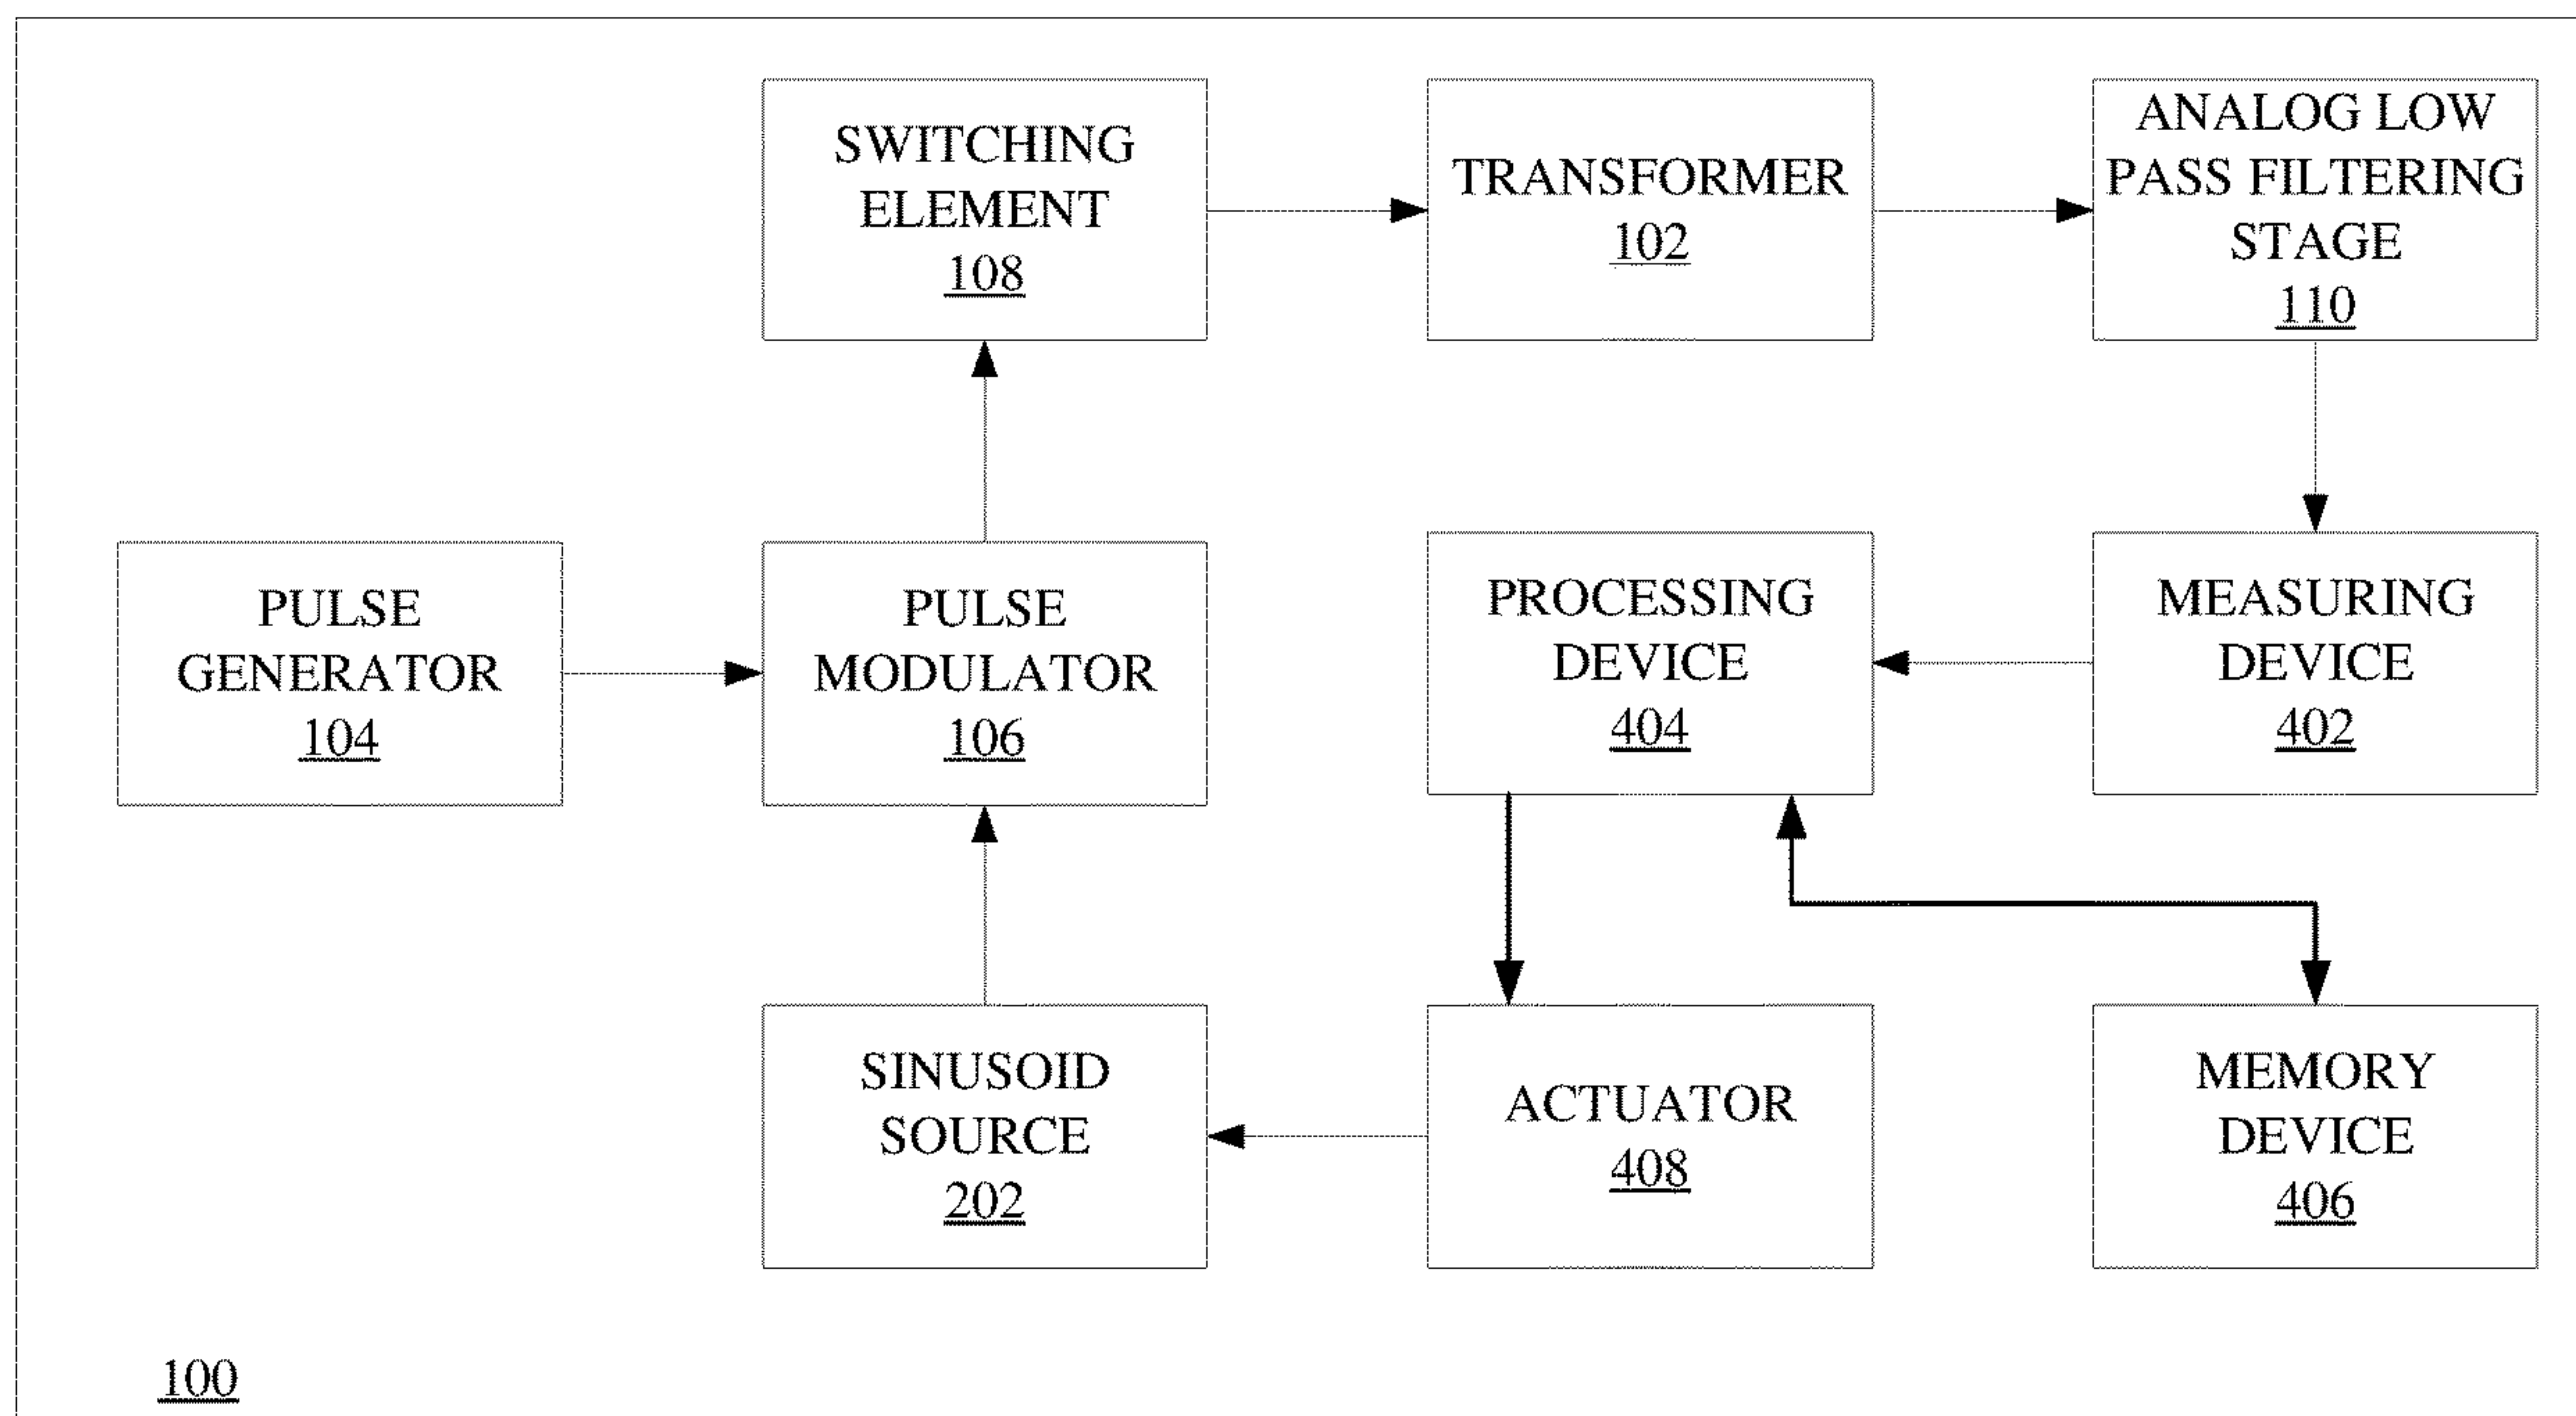 SWITCHING
ELEMENT
108
TRANSFORMER
102
ANALOG LOW
PASS FILTERING
STAGE
110
PULSE
GENERATOR
104
PULSE
MODULATOR
106
PROCESSING
DEVICE
404
MEASURING
DEVICE
402
SINUSOID
SOURCE
202
ACTUATOR
408
MEMORY
DEVICE
406
100